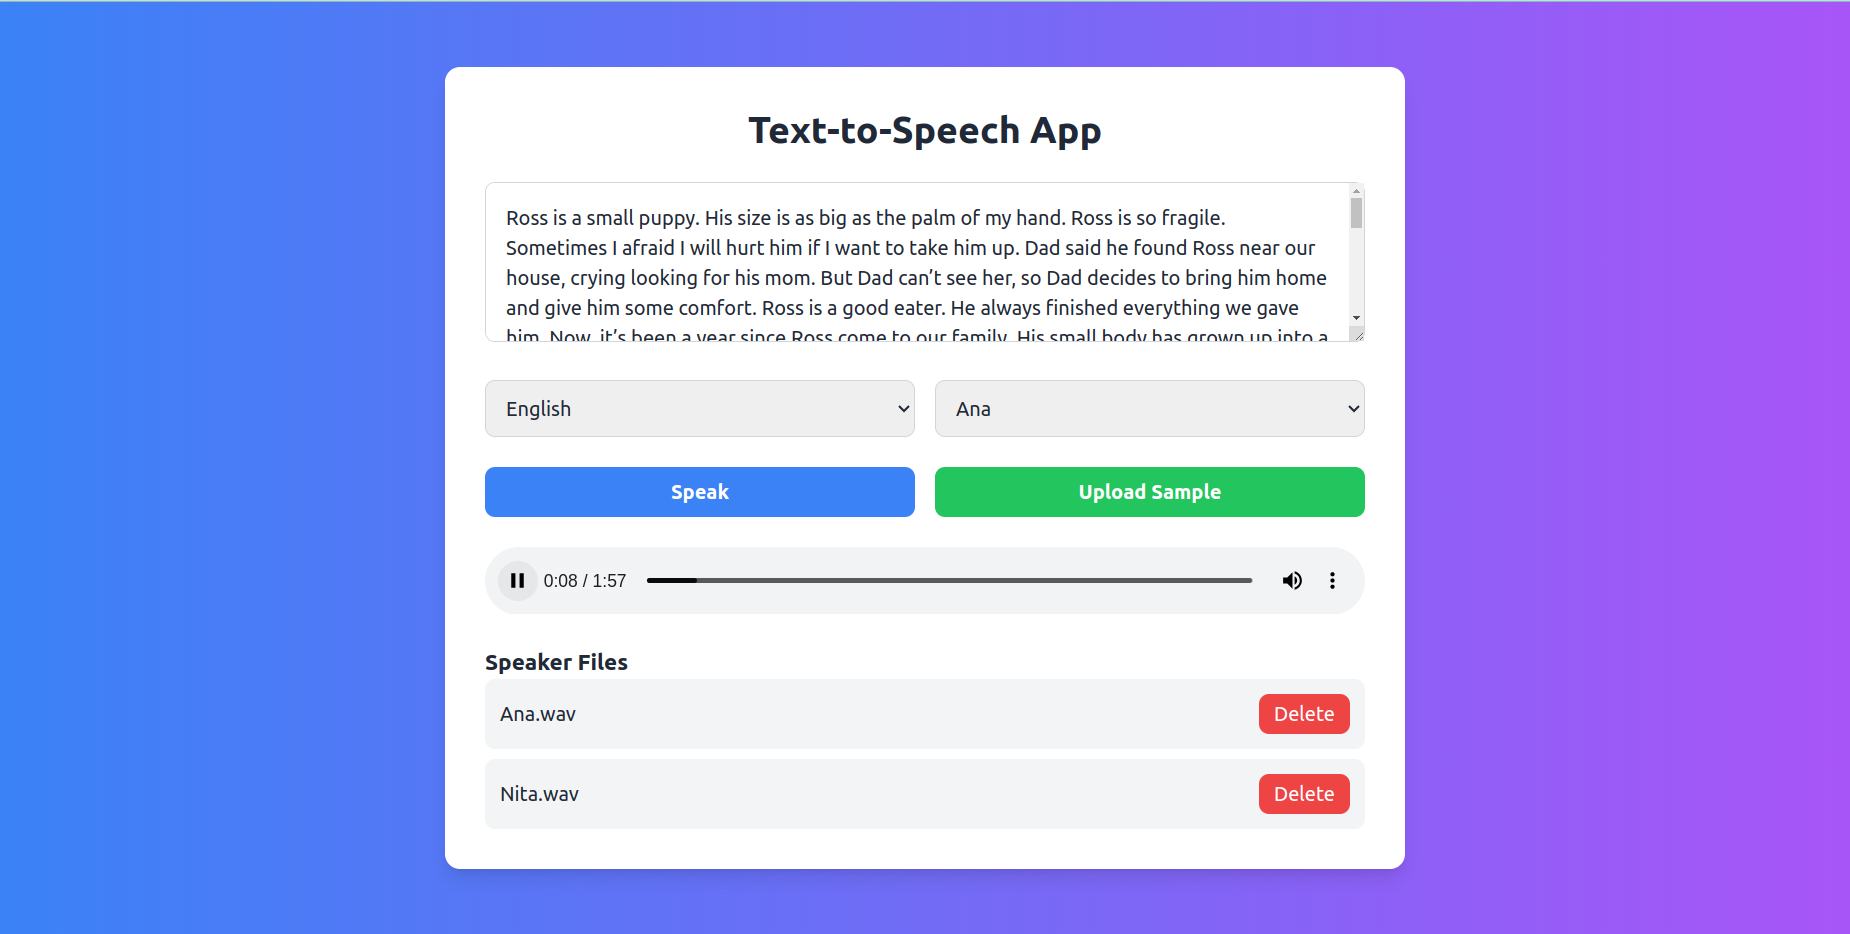 Text-to-Speech App
Ross is a small puppy. His size is as big as the palm of my hand. Ross is so fragile.
Sometimes I afraid I will hurt him if I want to take him up. Dad said he found Ross near our
house, crying looking for his mom. But Dad can’t see her, so Dad decides to bring him home
and give him some comfort. Ross is a good eater. He always finished everything we gave
him. Now, it’s been a year since Ross come to our family. His small body has grown up into a
English
Ana
Speak
Upload Sample
0:08 / 1:57
Speaker Files
Ana.wav
Delete
Nita.wav
Delete